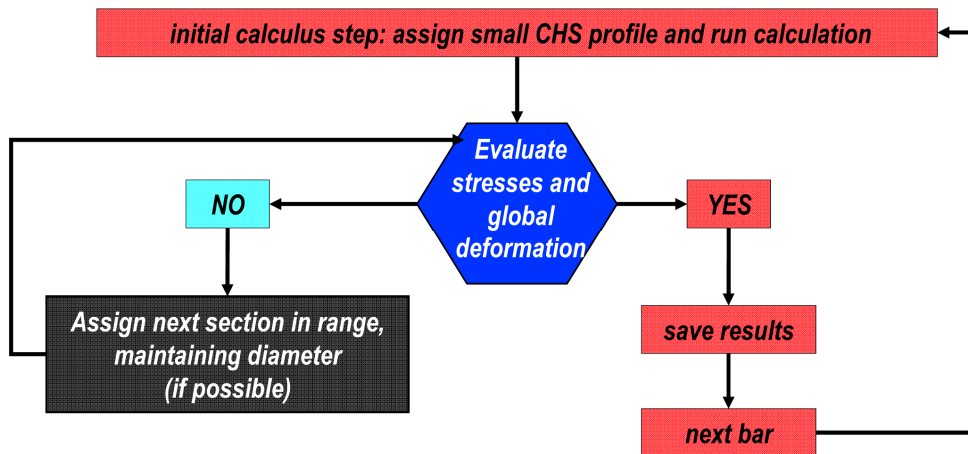 initial calculus step: assign small CHS profile and run calculation
Evaluate
stresses and
global
deformation
NO
YES
Assign next section in range,
maintaining diameter
(if possible)
save results
next bar